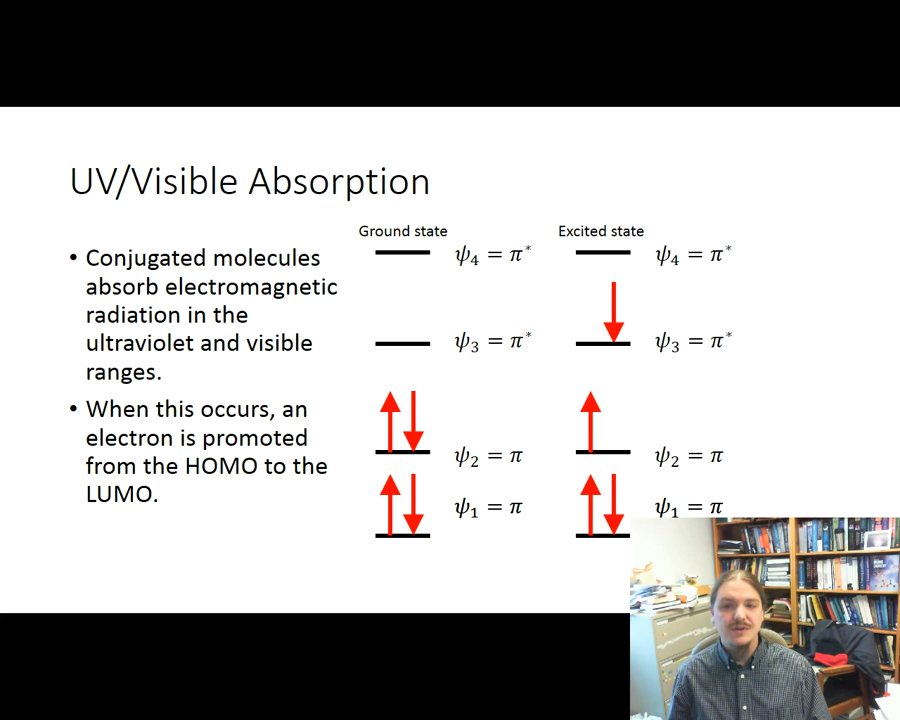 UV/Visible Absorption
• Conjugated molecules
absorb electromagnetic
radiation in the
ultraviolet and visible
ranges.
• When this occurs, an
electron is promoted
from the HOMO to the
LUMO.
Ground state
ψ₄ = π*
ψ₃ = π*
ψ₂ = π
ψ₁ = π
Excited state
ψ₄ = π*
ψ₃ = π*
ψ₂ = π
ψ₁ = π